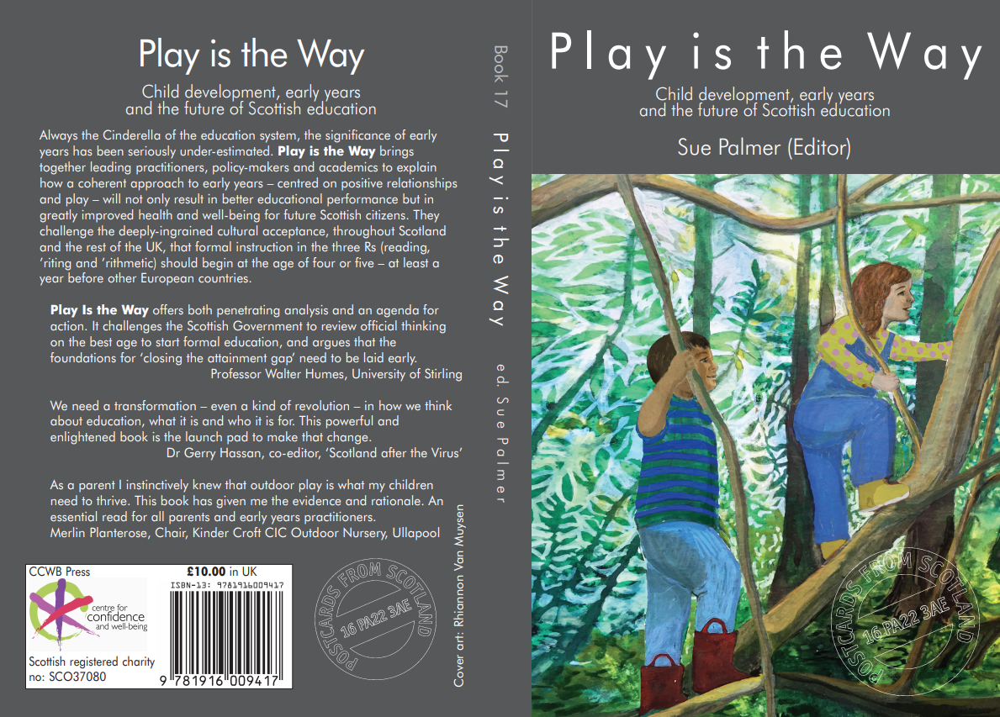 Play is the Way
Child development, early years
and the future of Scottish education
Always the Cinderella of the education system, the significance of early
years has been seriously under-estimated. Play is the Way brings
together leading practitioners, policy-makers and academics to explain
how a coherent approach to early years – centred on positive relationships
and play – will not only result in better educational performance but in
greatly improved health and well-being for future Scottish citizens. They
challenge the deeply-ingrained cultural acceptance, throughout Scotland
and the rest of the UK, that formal instruction in the three Rs (reading,
’riting and ’rithmetic) should begin at the age of four or five – at least a
year before other European countries.
Play Is the Way offers both penetrating analysis and an agenda for
action. It challenges the Scottish Government to review official thinking
on the best age to start formal education, and argues that the
foundations for ‘closing the attainment gap’ need to be laid early.
Professor Walter Humes, University of Stirling
We need a transformation – even a kind of revolution – in how we think
about education, what it is and who it is for. This powerful and
enlightened book is the launch pad to make that change.
Dr Gerry Hassan, co-editor, ‘Scotland after the Virus’
As a parent I instinctively knew that outdoor play is what my children
need to thrive. This book has given me the evidence and rationale. An
essential read for all parents and early years practitioners.
Merlin Planterose, Chair, Kinder Croft CIC Outdoor Nursery, Ullapool
CCWB Press
centre for
confidence
and well-being
Scottish registered charity
no: SCO37080
£10.00 in UK
ISBN-13: 9781916009417
9 781916 009417
POSTCARDS FROM SCOTLAND
16 PA22 3AE
Cover art: Rhiannon Van Muysen
Book 17 Play is the Way ed. Sue Palmer
Play is the Way
Child development, early years
and the future of Scottish education
Sue Palmer (Editor)
POSTCARDS FROM SCOTLAND
16 PA22 3AE